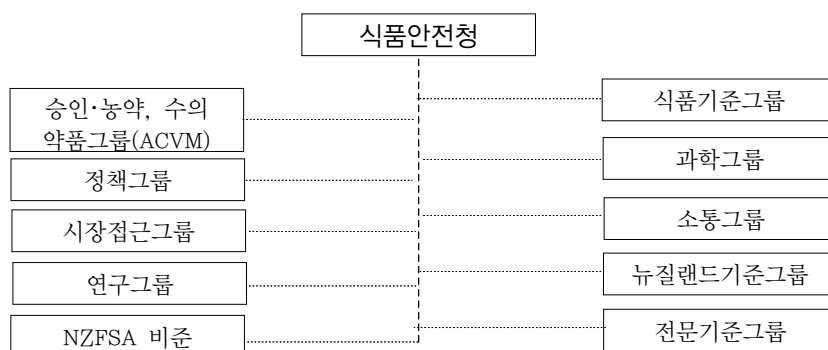 식품안전청
승인·농약, 수의
약품그룹(ACVM)
정책그룹
시장접근그룹
연구그룹
NZFSA 비준
식품기준그룹
과학그룹
소통그룹
뉴질랜드기준그룹
전문기준그룹